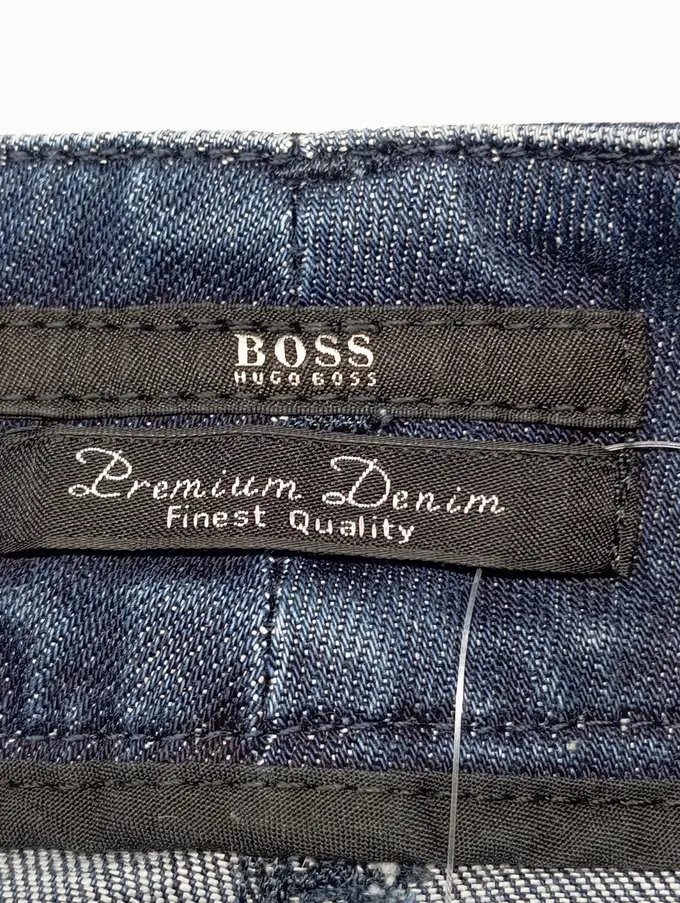 BOSS
HUGO BOSS
Premium Denim
Finest Quality